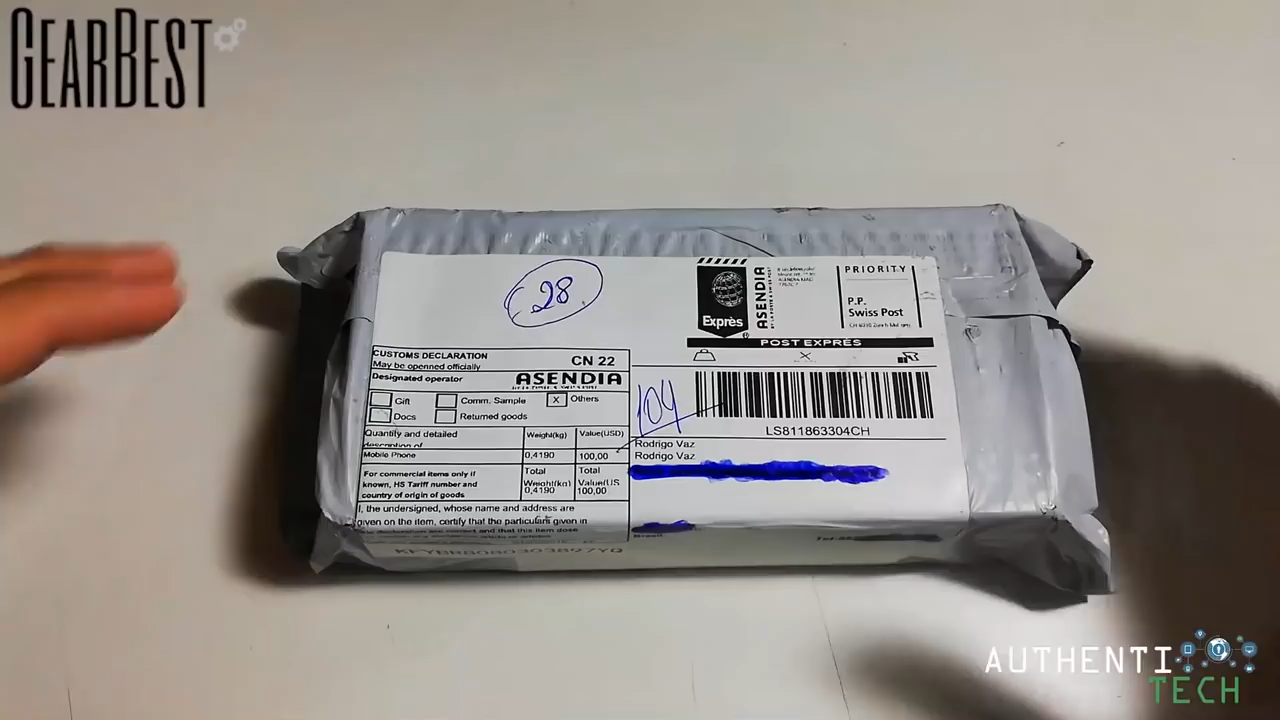 GEARBEST
28
Exprès
ASENDIA
PRIORITY
P.P.
Swiss Post
POST EXPRÈS
CUSTOMS DECLARATION
May be openned officially
CN 22
Designated operator
ASENDIA
Gift
Comm. Sample
X Others
Docs
Returned goods
Quantity and detailed
description of
Weight(kg)
Value(USD)
Mobile Phone
0,4190
100,00
For commercial items only if
known, HS Tariff number and
country of origin of goods
Total
Weight(kg)
0,4190
Total
Value(US
100,00
I, the undersigned, whose name and address are
given on the item, certify that the particulars given in
104
LS811863304CH
Rodrigo Vaz
Rodrigo Vaz
AUTHENTI
TECH